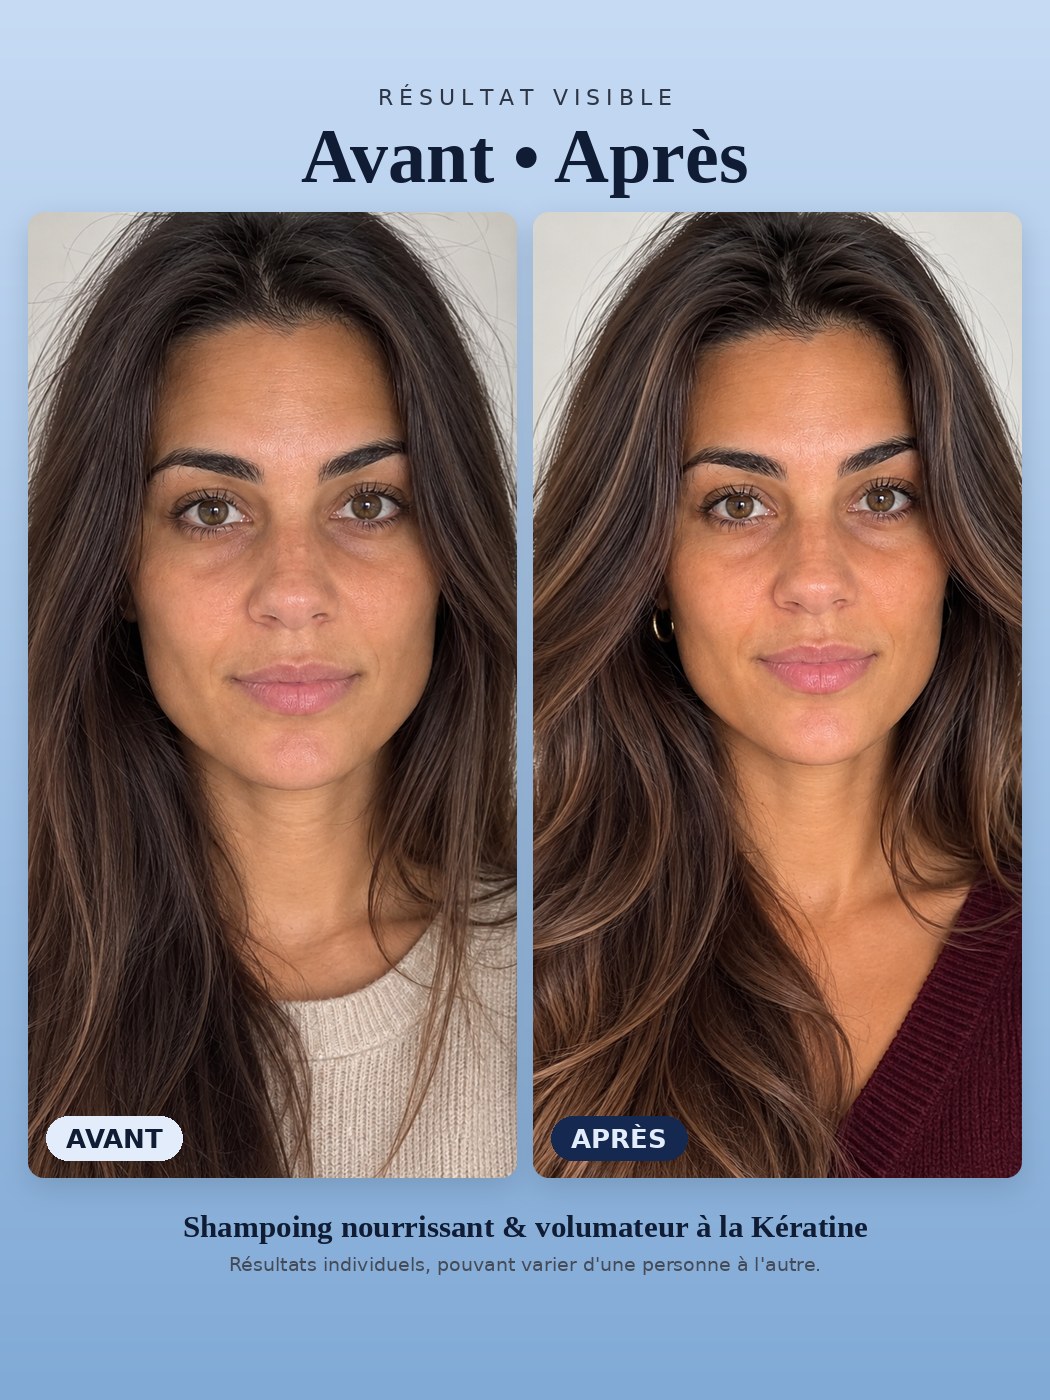 RÉSULTAT VISIBLE
Avant • Après
AVANT
APRÈS
Shampoing nourrissant & volumateur à la Kératine
Résultats individuels, pouvant varier d'une personne à l'autre.